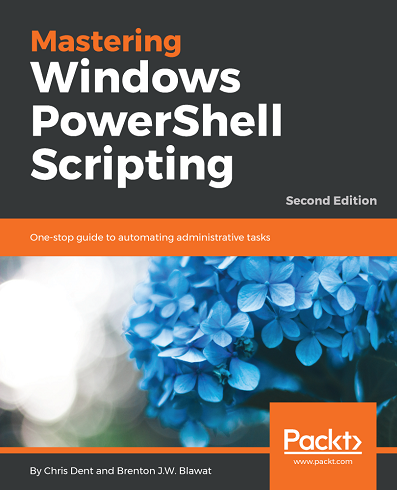 Mastering
Windows
PowerShell
Scripting
Second Edition
One-stop guide to automating administrative tasks
Packt>
www.packt.com
By Chris Dent and Brenton J.W. Blawat